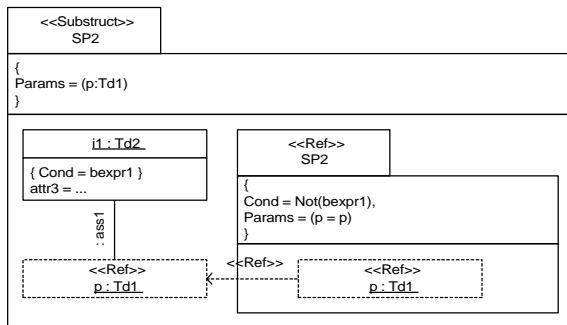 <<Substruct>>
SP2
{
Params = (p:Td1)
}
i1 : Td2
{ Cond = bexpr1 }
attr3 = ...
: ass1
<<Ref>>
SP2
{
Cond = Not(bexpr1),
Params = (p = p)
}
<<Ref>>
p : Td1
<<Ref>>
<<Ref>>
p : Td1